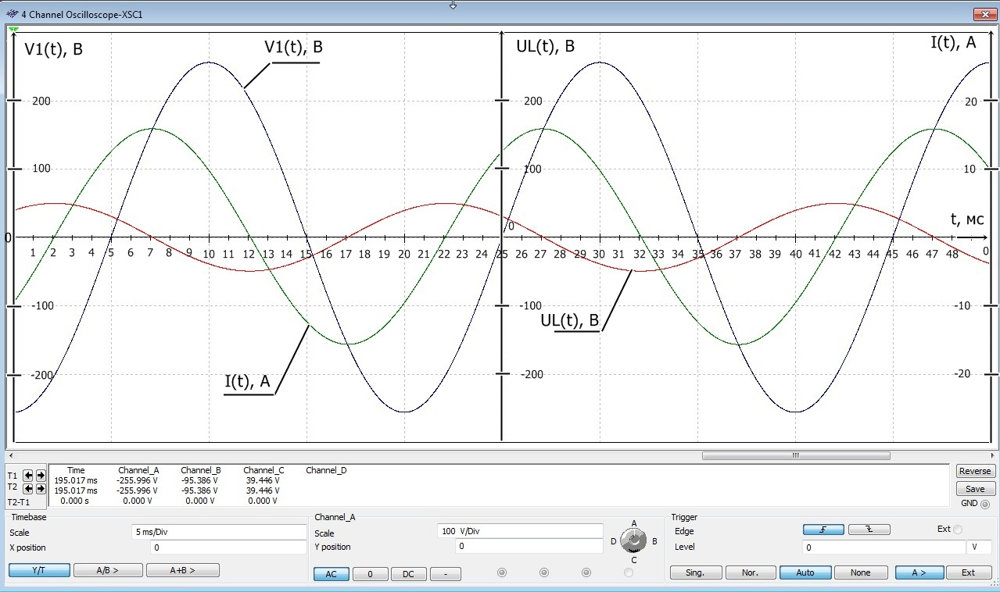 4 Channel Oscilloscope-XSC1
V1(t), B
V1(t), B
UL(t), B
I(t), A
200
200
20
100
100
10
t, мс
0
0
0
1 2 3 4 5 6 7 8 9 10 11 12 13 14 15 16 17 18 19 20 21 22 23 24 25 26 27 28 29 30 31 32 33 34 35 36 37 38 39 40 41 42 43 44 45 46 47 48
-100
-100
-10
UL(t), B
-200
-200
-20
I(t), A
Time Channel_A Channel_B Channel_C Channel_D
T1 195.017 ms -255.996 V -95.386 V 39.446 V
T2 195.017 ms -255.996 V -95.386 V 39.446 V
T2-T1 0.000 s 0.000 V 0.000 V 0.000 V
Reverse
Save
GND
Timebase
Scale 5 ms/Div
X position 0
Y/T A/B > A+B >
Channel_A
Scale 100 V/Div
Y position 0
AC 0 DC -
A
D B
C
Trigger
Edge Ext
Level 0 V
Sing. Nor. Auto None A > Ext